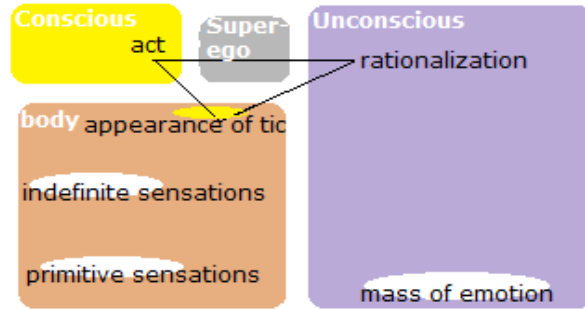 Conscious
act
Super-
ego
Unconscious
rationalization
body
appearance of tic
indefinite sensations
primitive sensations
mass of emotion